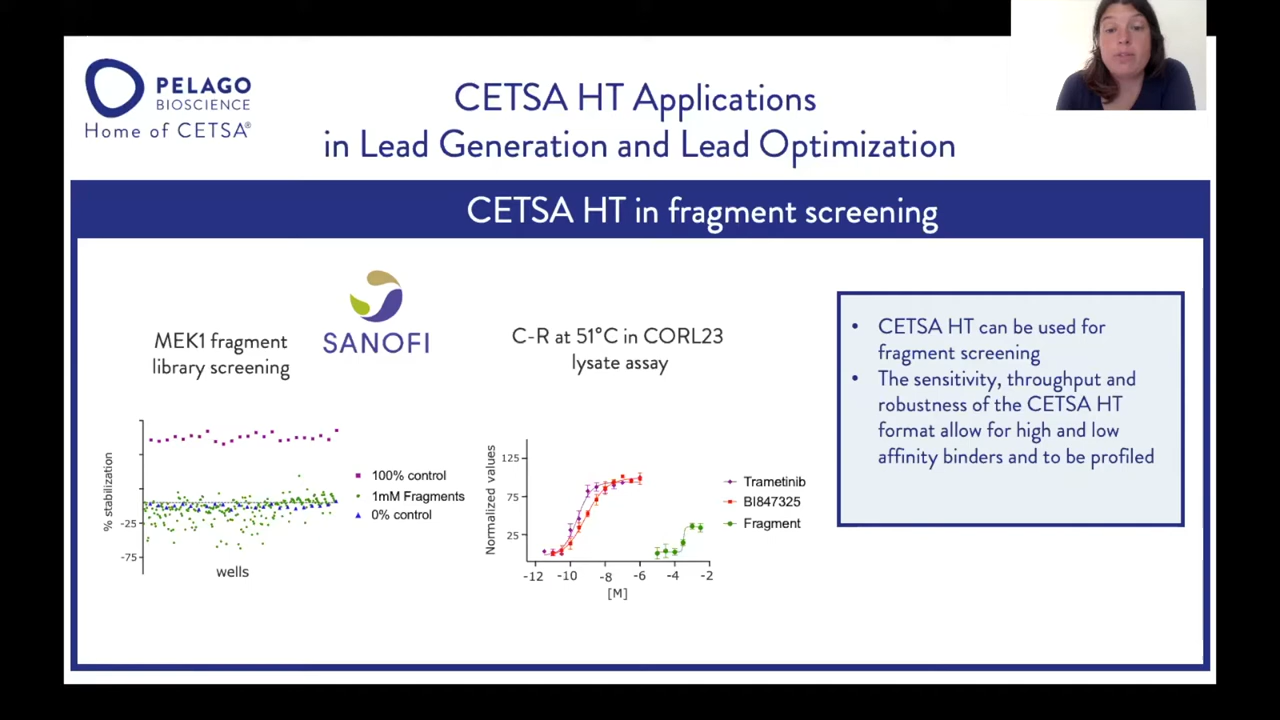 PELAGO
BIOSCIENCE
Home of CETSA®
CETSA HT Applications
in Lead Generation and Lead Optimization
CETSA HT in fragment screening
SANOFI
MEK1 fragment
library screening
% stabilization
-25
-75
wells
100% control
1mM Fragments
0% control
C-R at 51°C in CORL23
lysate assay
Normalized values
125
75
25
-12 -10 -8 -6 -4 -2
[M]
Trametinib
BI847325
Fragment
• CETSA HT can be used for
fragment screening
• The sensitivity, throughput and
robustness of the CETSA HT
format allow for high and low
affinity binders and to be profiled